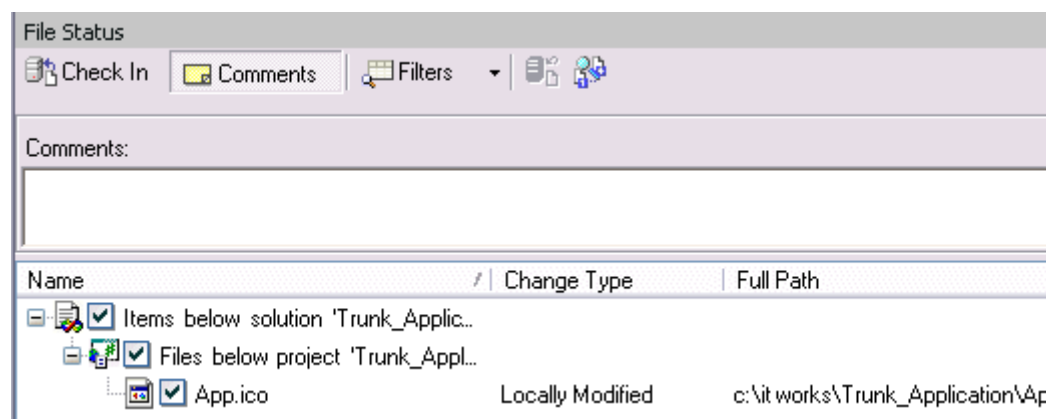 File Status
Check In Comments Filters
Comments:
Name / Change Type Full Path
Items below solution 'Trunk_Applic...
Files below project 'Trunk_Appl...
App.ico Locally Modified c:\it works\Trunk_Application\Ap